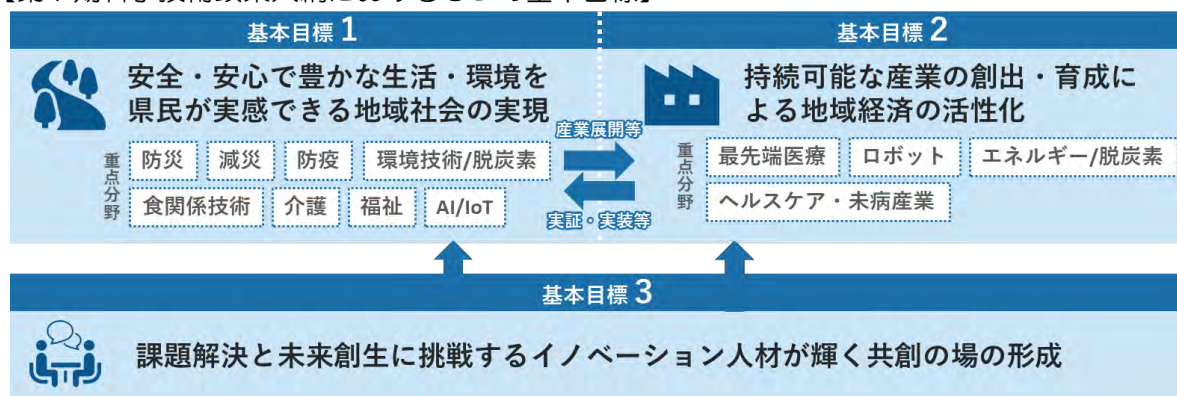 基本目標 1
安全・安心で豊かな生活・環境を
県民が実感できる地域社会の実現
重点分野
防災 減災 防疫 環境技術/脱炭素
食関係技術 介護 福祉 AI/IoT
産業展開等
実証・実装等
基本目標 2
持続可能な産業の創出・育成に
よる地域経済の活性化
重点分野
最先端医療 ロボット エネルギー/脱炭素
ヘルスケア・未病産業
基本目標 3
課題解決と未来創生に挑戦するイノベーション人材が輝く共創の場の形成